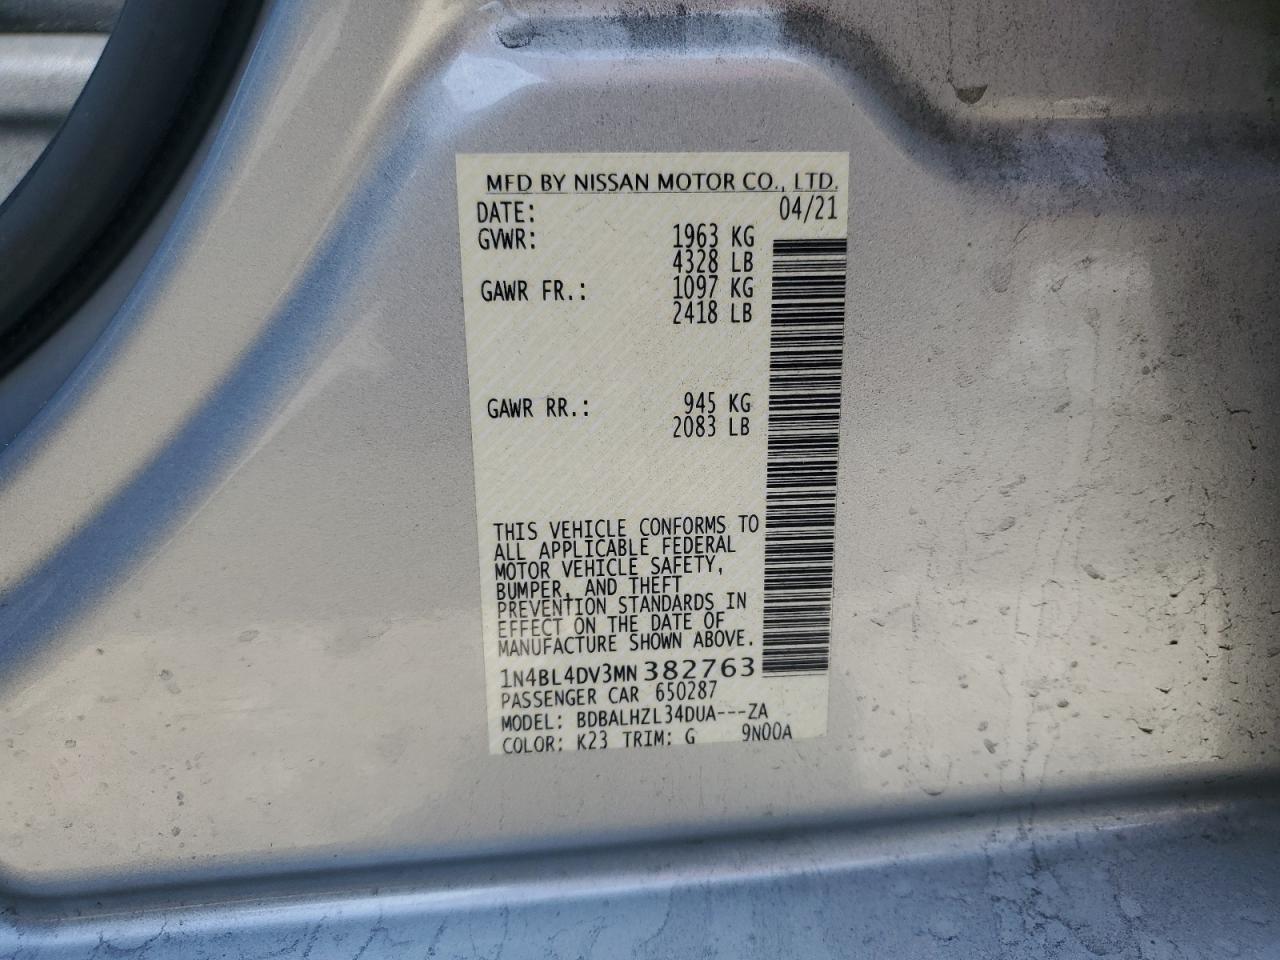 MFD BY NISSAN MOTOR CO., LTD.
DATE: 04/21
GVWR: 1963 KG
4328 LB
GAWR FR.: 1097 KG
2418 LB
GAWR RR.: 945 KG
2083 LB
THIS VEHICLE CONFORMS TO
ALL APPLICABLE FEDERAL
MOTOR VEHICLE SAFETY,
BUMPER, AND THEFT
PREVENTION STANDARDS IN
EFFECT ON THE DATE OF
MANUFACTURE SHOWN ABOVE.
1N4BL4DV3MN382763
PASSENGER CAR 650287
MODEL: BDBALHZL34DUA---ZA
COLOR: K23 TRIM: G 9N00A